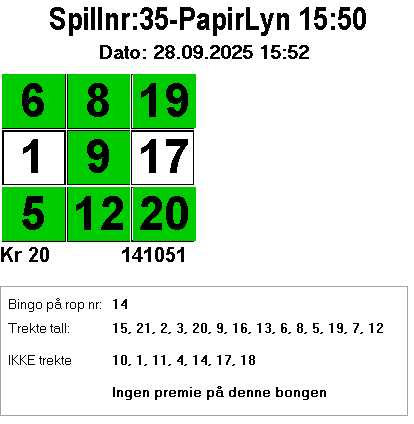 Spillnr:35-PapirLyn 15:50
Dato: 28.09.2025 15:52
6 8 19
1 9 17
5 12 20
Kr 20 141051
Bingo på rop nr: 14
Trekte tall: 15, 21, 2, 3, 20, 9, 16, 13, 6, 8, 5, 19, 7, 12
IKKE trekte 10, 1, 11, 4, 14, 17, 18
Ingen premie på denne bongen